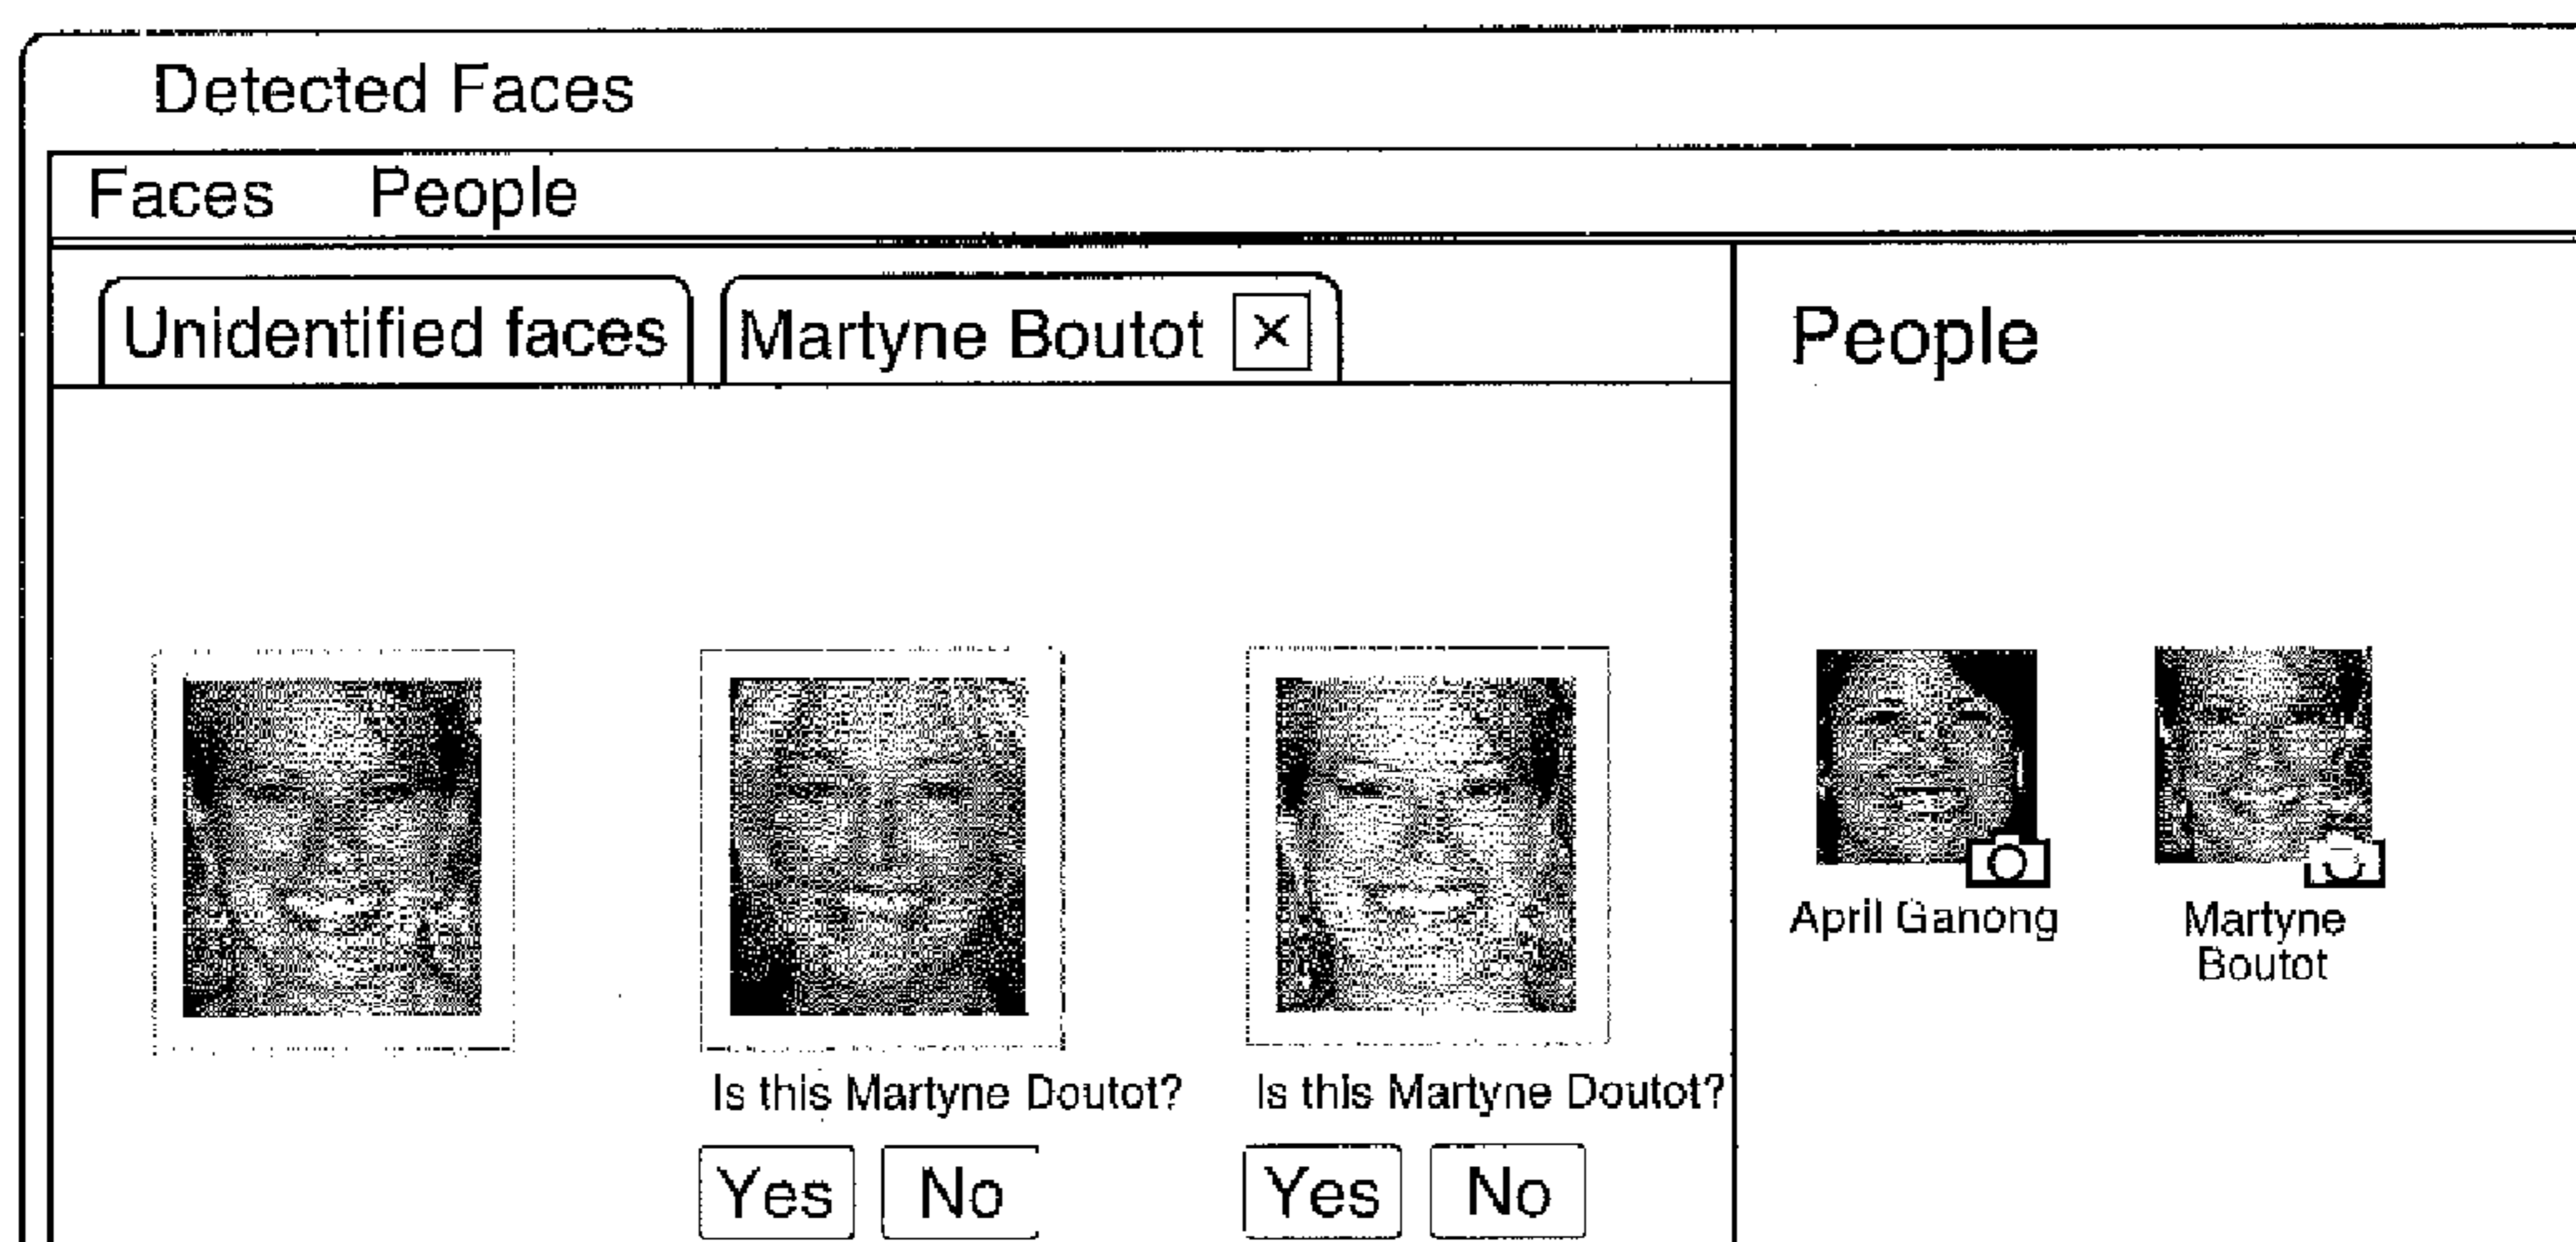 Detected Faces
Faces People
Unidentified faces Martyne Boutot ×
People
April Ganong
Martyne
Boutot
Is this Martyne Doutot?
Is this Martyne Doutot?
Yes No
Yes No